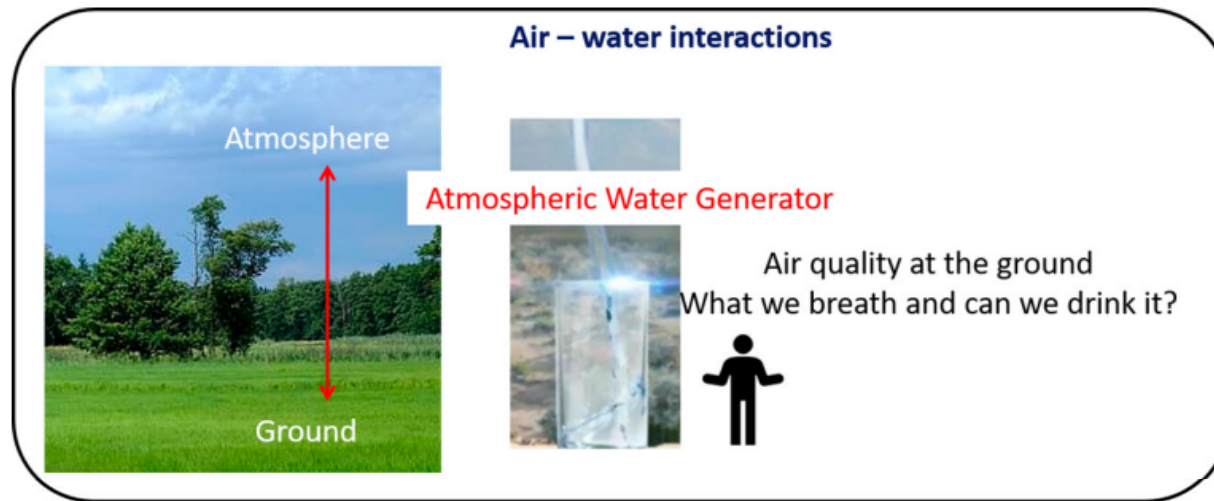 Air – water interactions
Atmosphere
Atmospheric Water Generator
Air quality at the ground
What we breath and can we drink it?
Ground